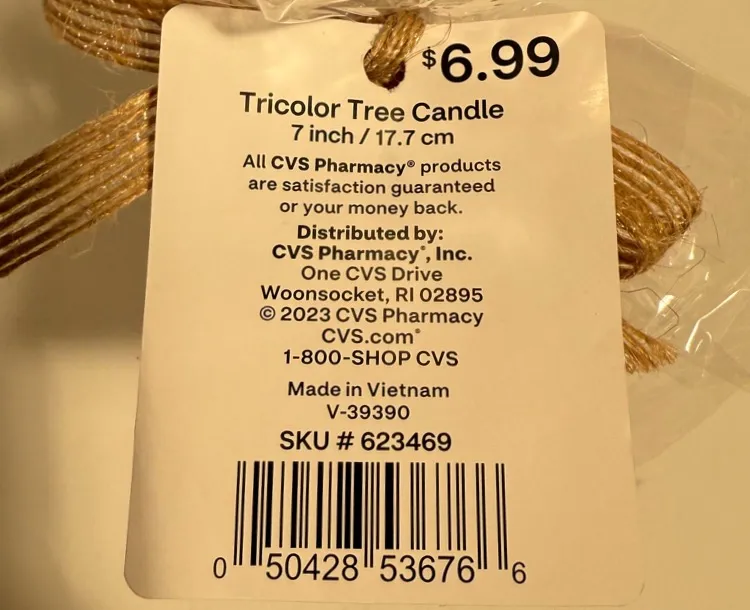 $6.99
Tricolor Tree Candle
7 inch / 17.7 cm
All CVS Pharmacy® products
are satisfaction guaranteed
or your money back.
Distributed by:
CVS Pharmacy®, Inc.
One CVS Drive
Woonsocket, RI 02895
© 2023 CVS Pharmacy
CVS.com®
1-800-SHOP CVS
Made in Vietnam
V-39390
SKU # 623469
0 50428 53676 6